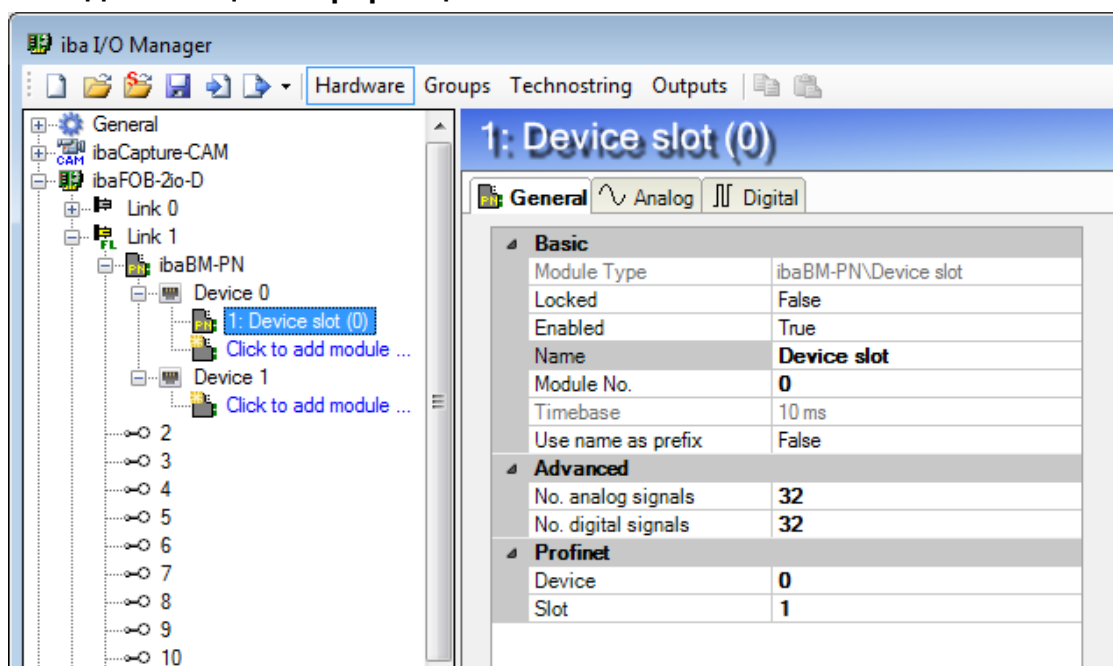 iba I/O Manager
Hardware Groups Technostring Outputs
General
ibaCapture-CAM
ibaFOB-2io-D
Link 0
Link 1
ibaBM-PN
Device 0
1: Device slot (0)
Click to add module ...
Device 1
Click to add module ...
2
3
4
5
6
7
8
9
10
1: Device slot (0)
General Analog Digital
Basic
Module Type ibaBM-PN\Device slot
Locked False
Enabled True
Name Device slot
Module No. 0
Timebase 10 ms
Use name as prefix False
Advanced
No. analog signals 32
No. digital signals 32
Profinet
Device 0
Slot 1